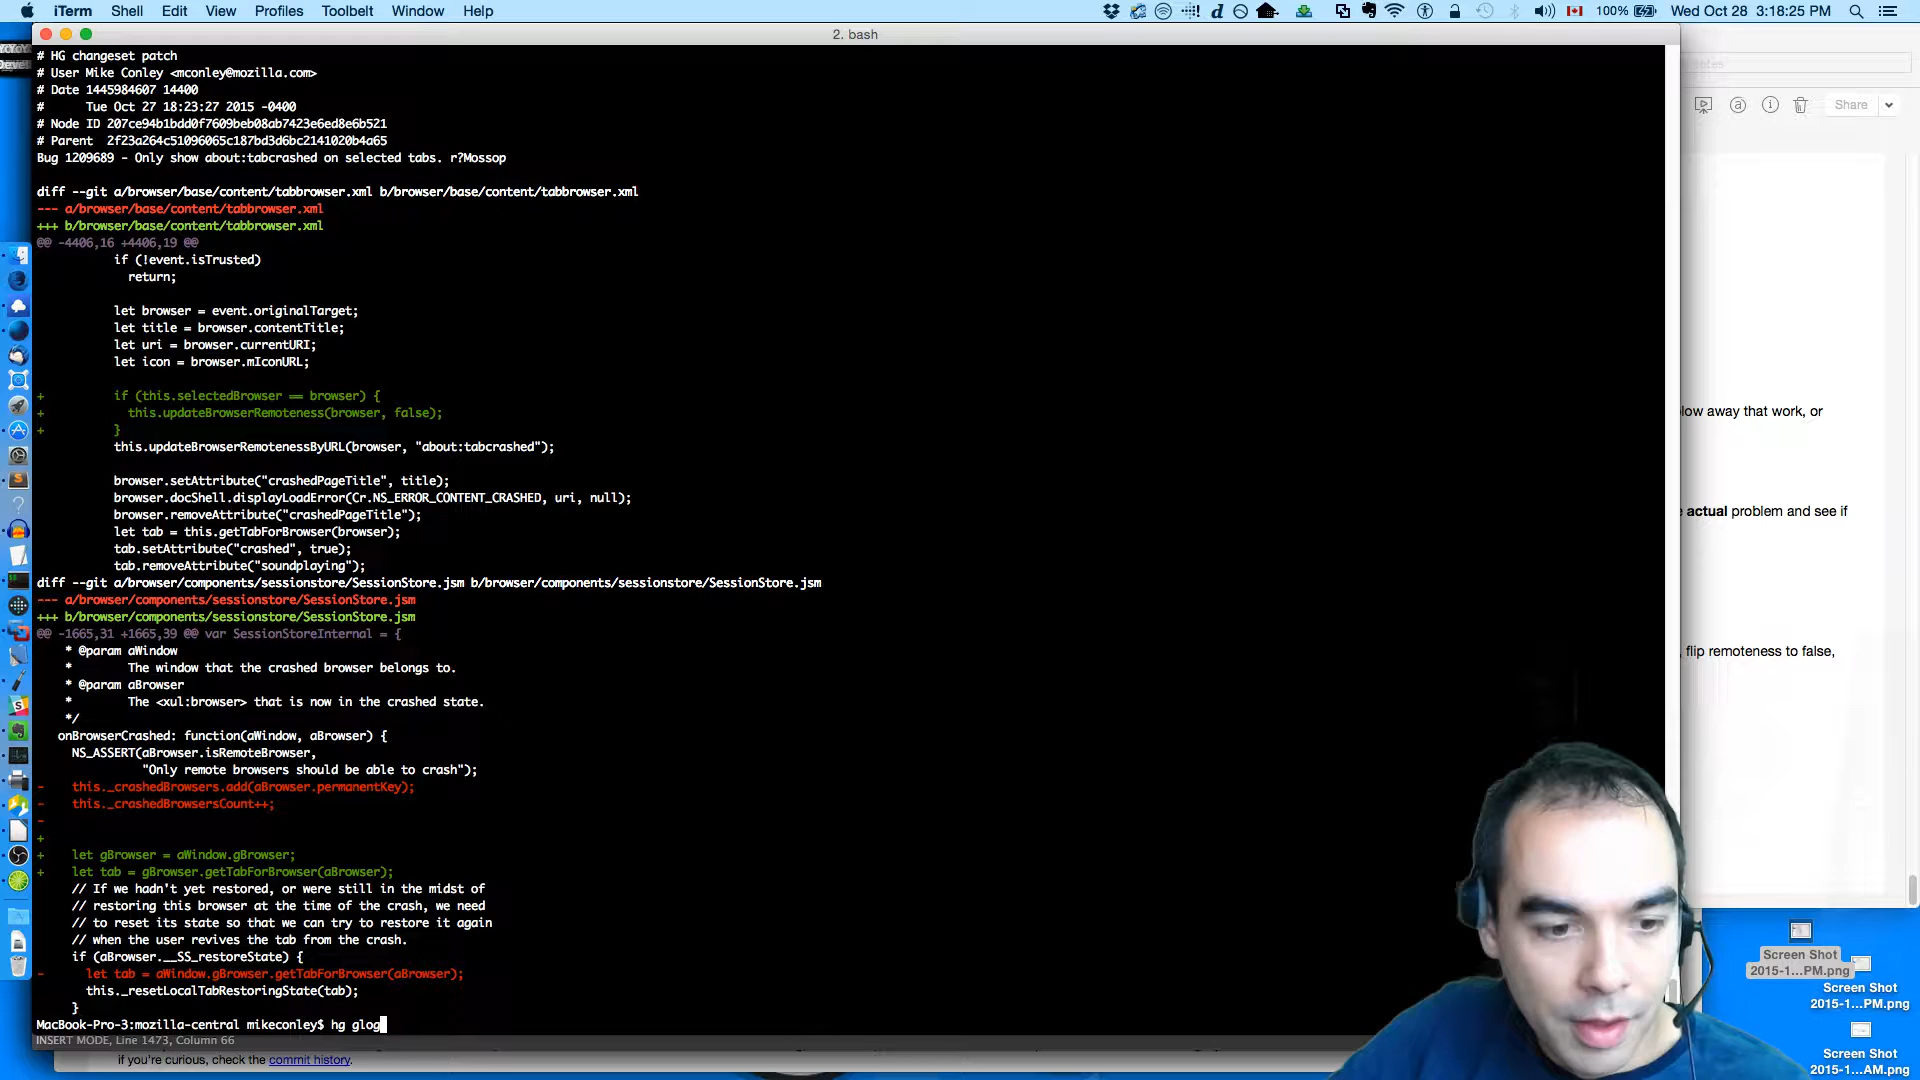 iTerm Shell Edit View Profiles Toolbelt Window Help 100% Wed Oct 28 3:18:25 PM
2. bash
# HG changeset patch
# User Mike Conley <mconley@mozilla.com>
# Date 1445984607 14400
#      Tue Oct 27 18:23:27 2015 -0400
# Node ID 207ce94b1bdd0f7609beb08ab7423e6ed8e6b521
# Parent  2f23a264c51096065c187bd3d6bc2141020b4a65
Bug 1209689 - Only show about:tabcrashed on selected tabs. r?Mossop
diff --git a/browser/base/content/tabbrowser.xml b/browser/base/content/tabbrowser.xml
--- a/browser/base/content/tabbrowser.xml
+++ b/browser/base/content/tabbrowser.xml
@@ -4406,16 +4406,19 @@
if (!event.isTrusted)
return;
let browser = event.originalTarget;
let title = browser.contentTitle;
let uri = browser.currentURI;
let icon = browser.mIconURL;
+ if (this.selectedBrowser == browser) {
+ this.updateBrowserRemoteness(browser, false);
+ }
this.updateBrowserRemotenessByURL(browser, "about:tabcrashed");
browser.setAttribute("crashedPageTitle", title);
browser.docShell.displayLoadError(Cr.NS_ERROR_CONTENT_CRASHED, uri, null);
browser.removeAttribute("crashedPageTitle");
let tab = this.getTabForBrowser(browser);
tab.setAttribute("crashed", true);
tab.removeAttribute("soundplaying");
diff --git a/browser/components/sessionstore/SessionStore.jsm b/browser/components/sessionstore/SessionStore.jsm
--- a/browser/components/sessionstore/SessionStore.jsm
+++ b/browser/components/sessionstore/SessionStore.jsm
@@ -1665,31 +1665,39 @@ var SessionStoreInternal = {
* @param aWindow
*        The window that the crashed browser belongs to.
* @param aBrowser
*        The <xul:browser> that is now in the crashed state.
*/
onBrowserCrashed: function(aWindow, aBrowser) {
NS_ASSERT(aBrowser.isRemoteBrowser,
"Only remote browsers should be able to crash");
- this._crashedBrowsers.add(aBrowser.permanentKey);
- this._crashedBrowsersCount++;
-
+
+ let gBrowser = aWindow.gBrowser;
+ let tab = gBrowser.getTabForBrowser(aBrowser);
// If we hadn't yet restored, or were still in the midst of
// restoring this browser at the time of the crash, we need
// to reset its state so that we can try to restore it again
// when the user revives the tab from the crash.
if (aBrowser.__SS_restoreState) {
- let tab = aWindow.gBrowser.getTabForBrowser(aBrowser);
this._resetLocalTabRestoringState(tab);
}
MacBook-Pro-3:mozilla-central mikeconley$ hg glog
INSERT MODE, Line 1473, Column 66
if you're curious, check the commit history.
Share
low away that work, or
actual problem and see if
, flip remoteness to false,
Screen Shot
2015-1...PM.png
Screen Shot
2015-1...PM.png
Screen Shot
2015-1...AM.png